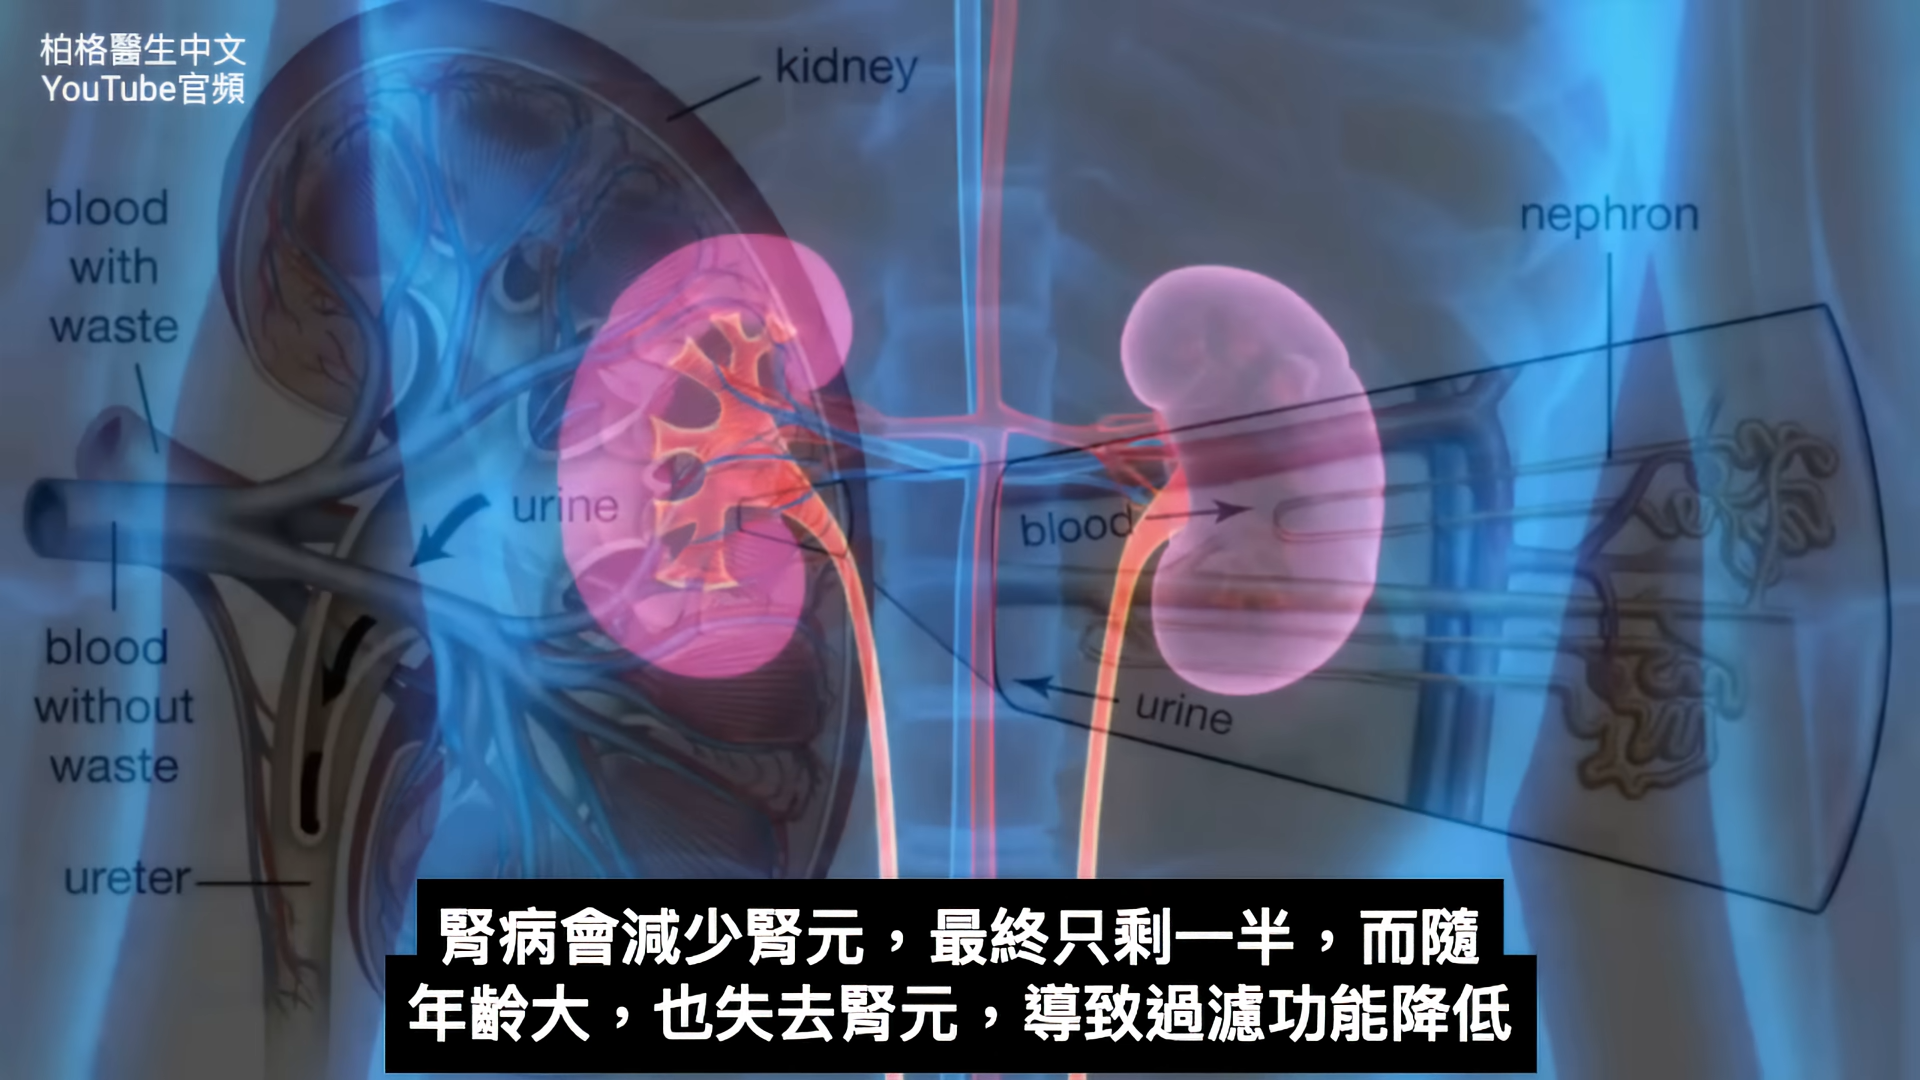 柏格醫生中文
YouTube官頻
kidney
blood
with
waste
nephron
urine
blood
blood
without
waste
urine
ureter
腎病會減少腎元，最終只剩一半，而隨
年齡大，也失去腎元，導致過濾功能降低